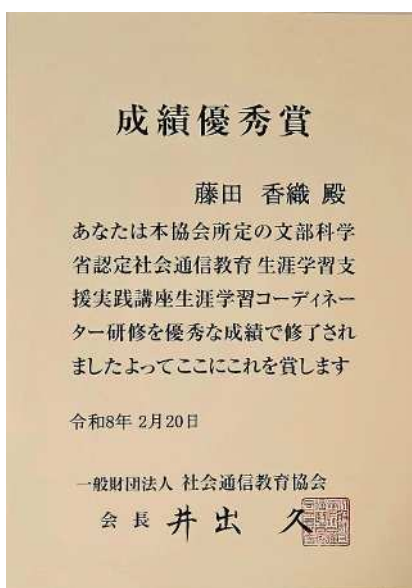 成績優秀賞
藤田 香織 殿
あなたは本協会所定の文部科学
省認定社会通信教育 生涯学習支
援実践講座生涯学習コーディネー
ター研修を優秀な成績で修了され
ましたよってここにこれを賞します
令和8年 2月20日
一般財団法人 社会通信教育協会
会 長 井出 久